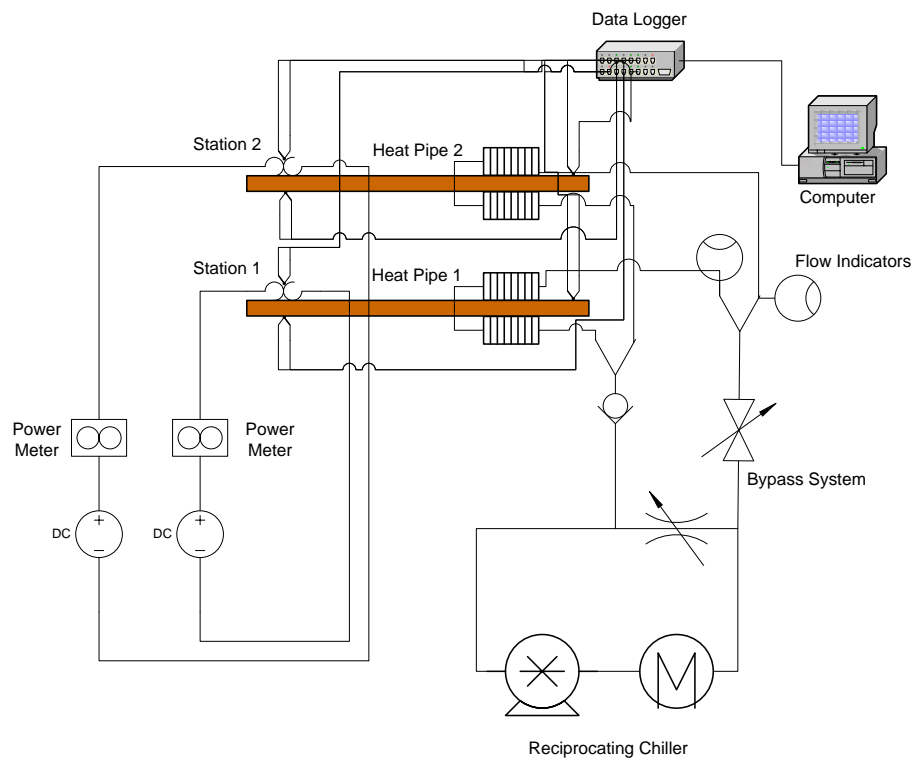 Data Logger
Computer
Station 2
Heat Pipe 2
Station 1
Heat Pipe 1
Flow Indicators
Power
Meter
Power
Meter
Bypass System
DC
+
−
DC
+
−
Reciprocating Chiller